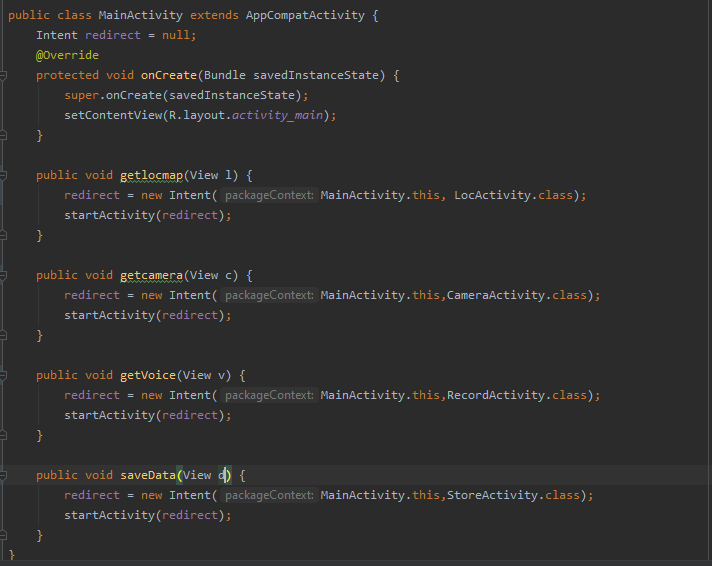 public class MainActivity extends AppCompatActivity {
    Intent redirect = null;
    @Override
    protected void onCreate(Bundle savedInstanceState) {
        super.onCreate(savedInstanceState);
        setContentView(R.layout.activity_main);
    }

    public void getlocmap(View l) {
        redirect = new Intent( packageContext: MainActivity.this, LocActivity.class);
        startActivity(redirect);
    }

    public void getcamera(View c) {
        redirect = new Intent( packageContext: MainActivity.this,CameraActivity.class);
        startActivity(redirect);
    }

    public void getVoice(View v) {
        redirect = new Intent( packageContext: MainActivity.this,RecordActivity.class);
        startActivity(redirect);
    }

    public void saveData(View d) {
        redirect = new Intent( packageContext: MainActivity.this,StoreActivity.class);
        startActivity(redirect);
    }
}